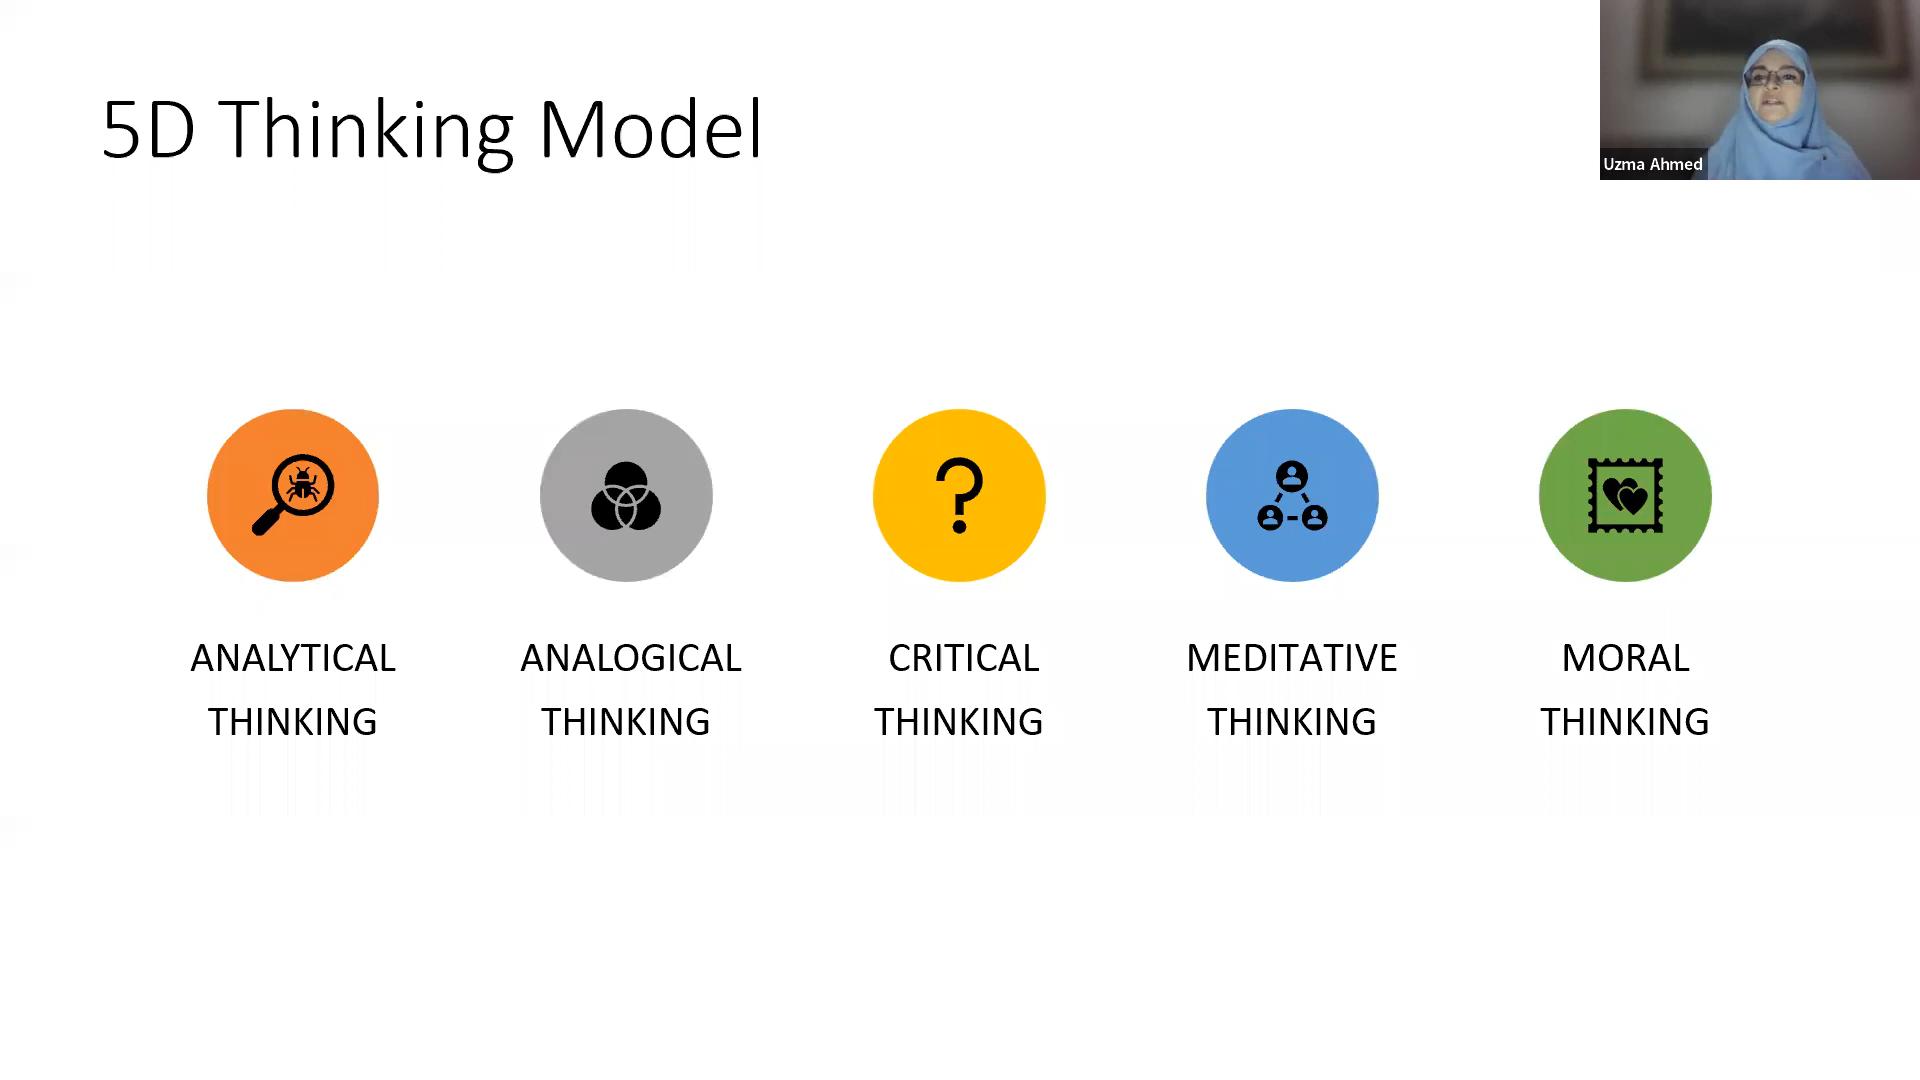 5D Thinking Model
Uzma Ahmed
ANALYTICAL
THINKING
ANALOGICAL
THINKING
CRITICAL
THINKING
MEDITATIVE
THINKING
MORAL
THINKING